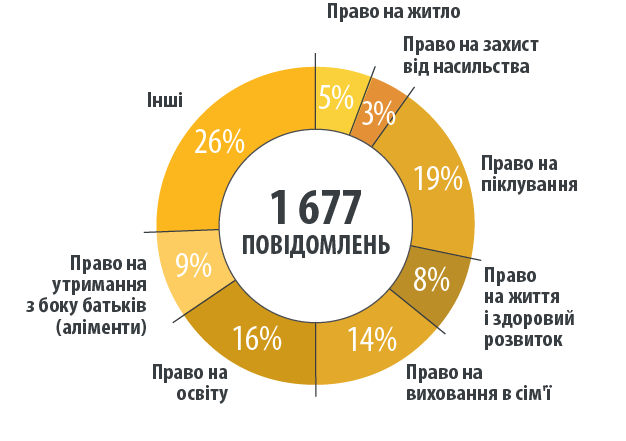 Право на житло
5%
Право на захист
від насильства
3%
Право на
піклування
19%
Право
на життя
і здоровий
розвиток
8%
Право на
виховання в сім'ї
14%
Право на
освіту
16%
Право на
утримання
з боку батьків
(аліменти)
9%
Інші
26%
1 677
ПОВІДОМЛЕНЬ